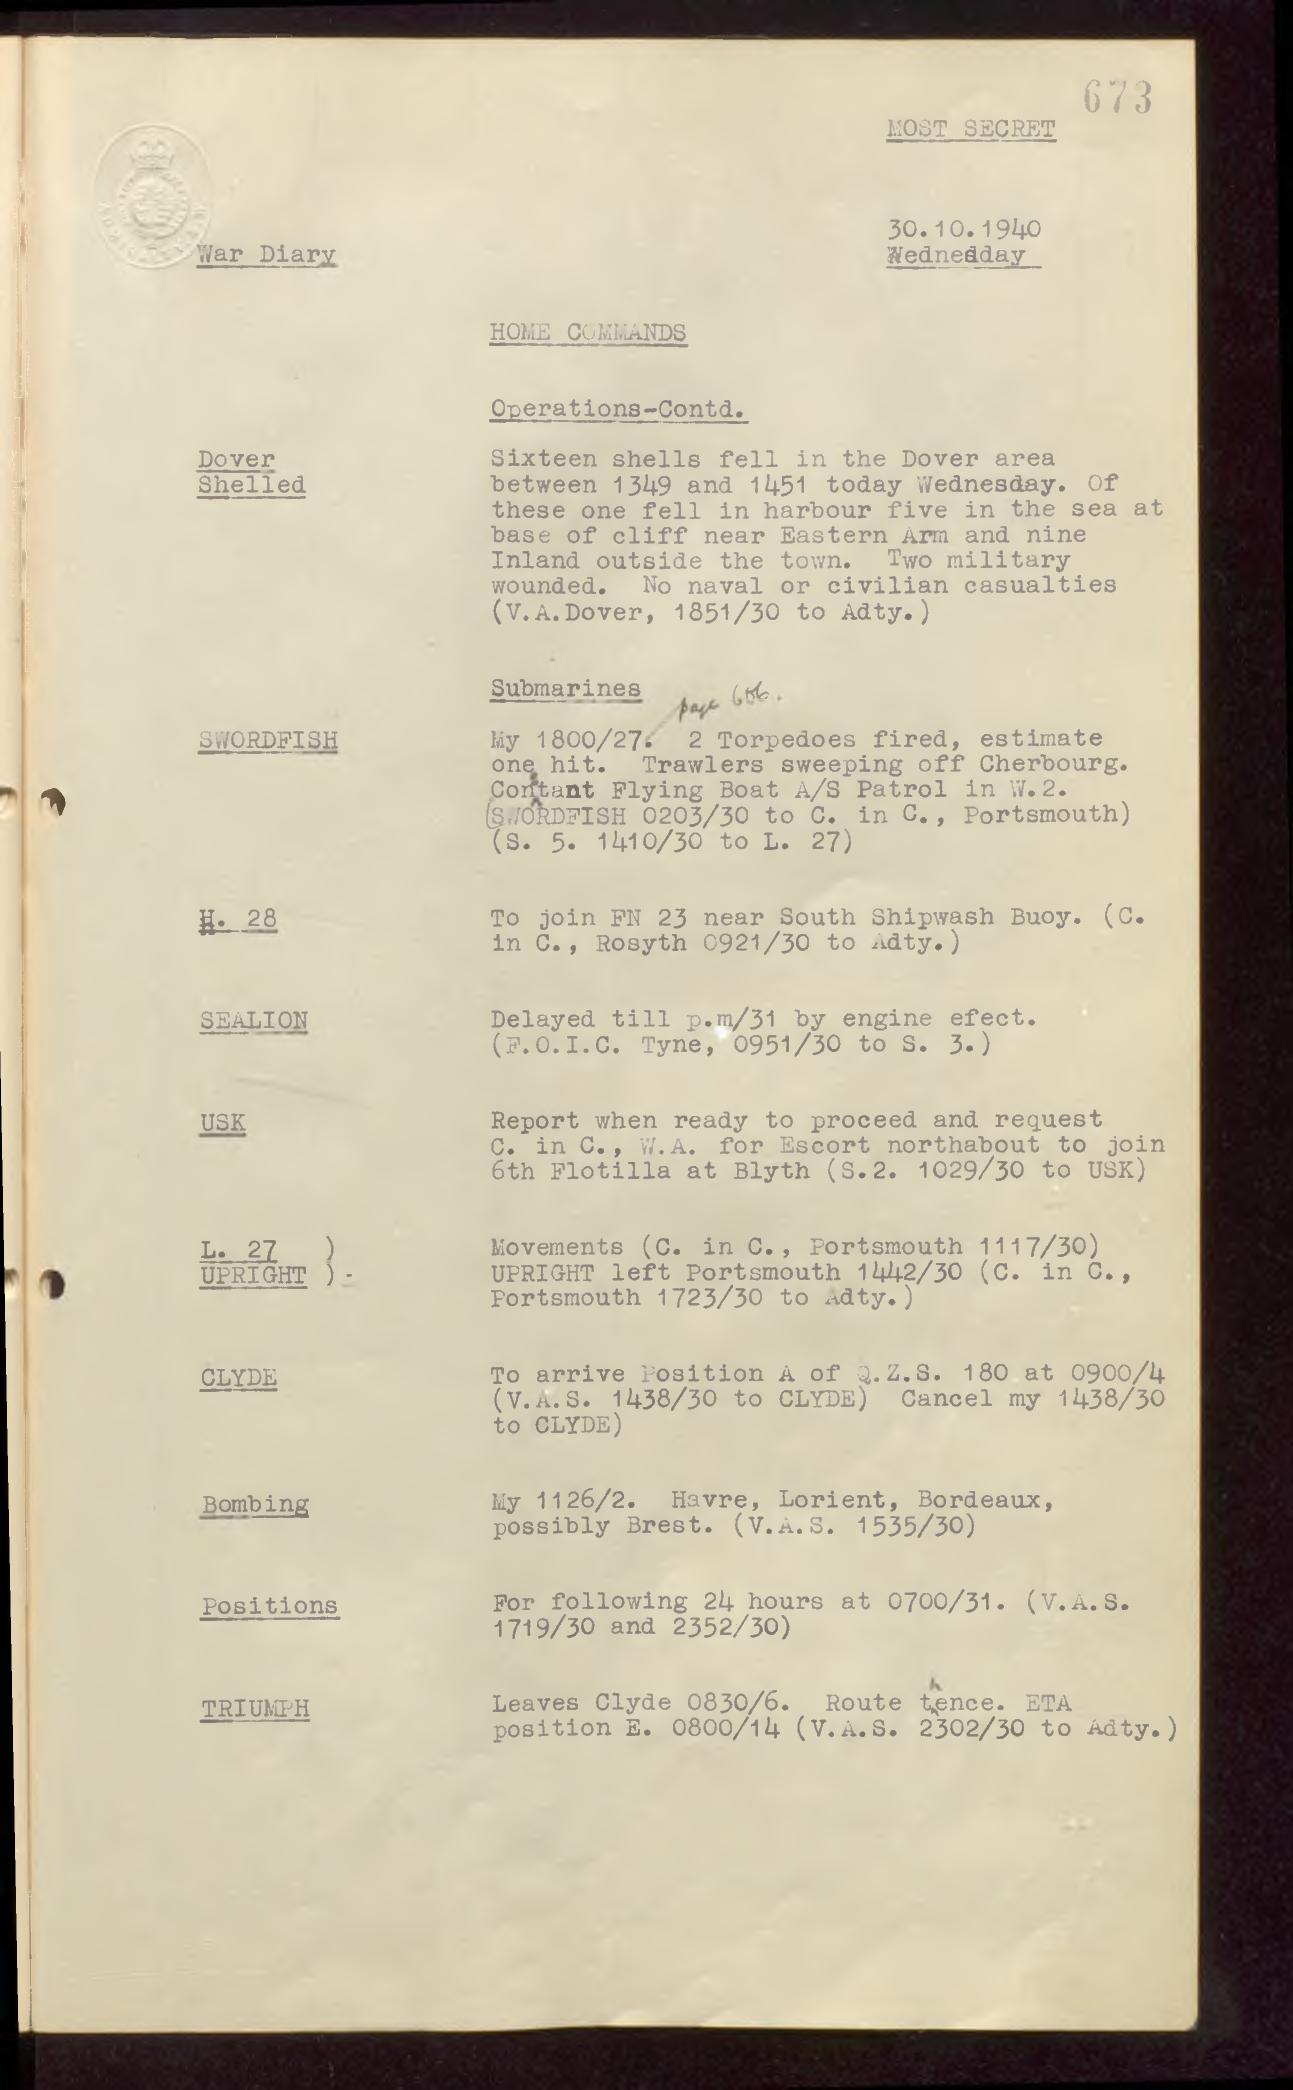 673
MOST SECRET
30.10.1940
War Diary
Wednesday
HOME COMMANDS
Operations-Contd.
Dover
Shelled
Sixteen shells fell in the Dover area
between 1349 and 1451 today Wednesday. Of
these one fell in harbour five in the sea at
base of cliff near Eastern Arm and nine
Inland outside the town. Two military
wounded. No naval or civilian casualties
(V.A.Dover, 1851/30 to Adty.)
Submarines
page
SWORDFISH
My 1800/27. 2 Torpedoes fired, estimate
one hit. Trawlers sweeping off Cherbourg.
Constant Flying Boat A/S Patrol in W.2.
(SWORDFISH 0203/30 to C. in C., Portsmouth)
(S. 5. 1410/30 to L. 27)
H. 28
To join FN 23 near South Shipwash Buoy. (C.
in C., Rosyth 0921/30 to Adty.)
SEALION
Delayed till p.m/31 by engine efect.
(F.O.I.C. Tyne, 0951/30 to S. 3.)
USK
Report when ready to proceed and request
C. in C., W.A. for Escort northabout to join
6th Flotilla at Blyth (S.2. 1029/30 to USK)
L. 27 )
UPRIGHT ) -
Movements (C. in C., Portsmouth 1117/30)
UPRIGHT left Portsmouth 1442/30 (C. in C.,
Portsmouth 1723/30 to Adty.)
CLYDE
To arrive Position A of Q.Z.S. 180 at 0900/4
(V.A.S. 1438/30 to CLYDE) Cancel my 1438/30
to CLYDE)
Bombing
My 1126/2. Havre, Lorient, Bordeaux,
possibly Brest. (V.A.S. 1535/30)
Positions
For following 24 hours at 0700/31. (V.A.S.
1719/30 and 2352/30)
TRIUMPH
Leaves Clyde 0830/6. Route thence. ETA
position E. 0800/14 (V.A.S. 2302/30 to Adty.)